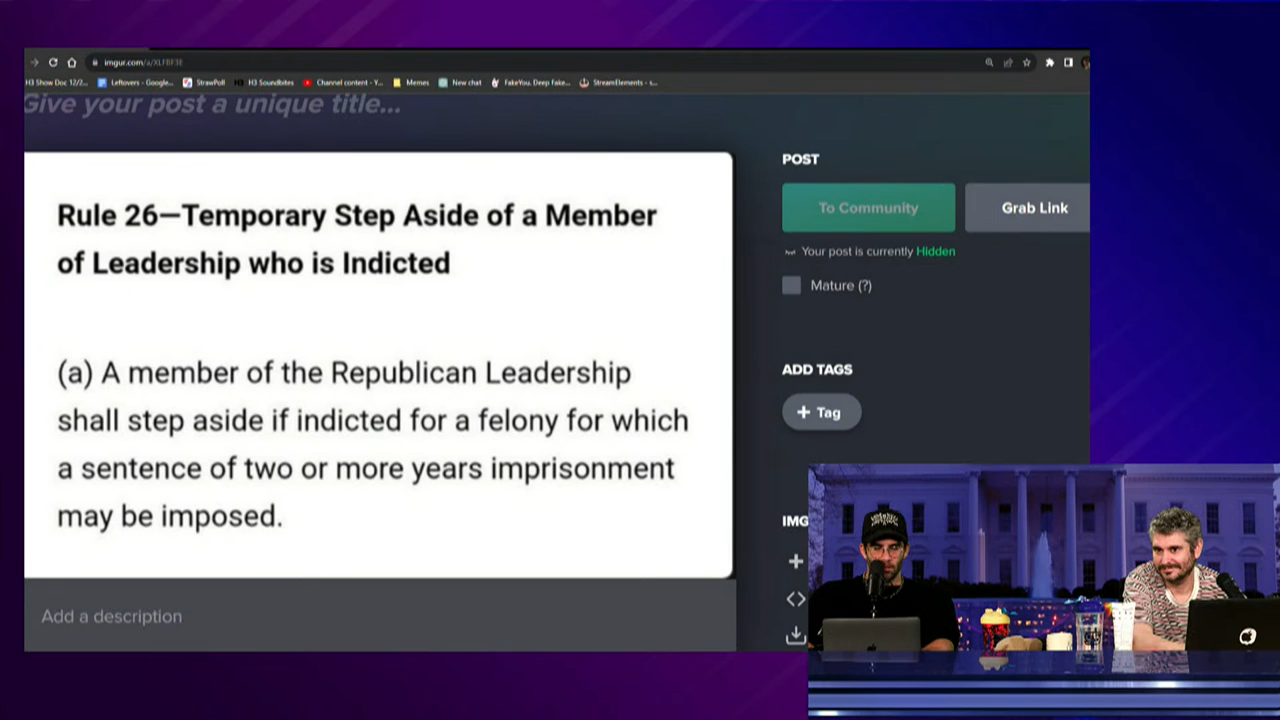 imgur.com/a/XLFBF3E
H3 Show Doc 12/2...
Leftovers - Google...
StrawPoll
H3 Soundbites
Channel content - Y...
Memes
New chat
FakeYou. Deep Fake...
StreamElements - s...
Give your post a unique title...
Rule 26—Temporary Step Aside of a Member
of Leadership who is Indicted
(a) A member of the Republican Leadership
shall step aside if indicted for a felony for which
a sentence of two or more years imprisonment
may be imposed.
Add a description
POST
To Community
Grab Link
Your post is currently Hidden
Mature (?)
ADD TAGS
+ Tag
IMG